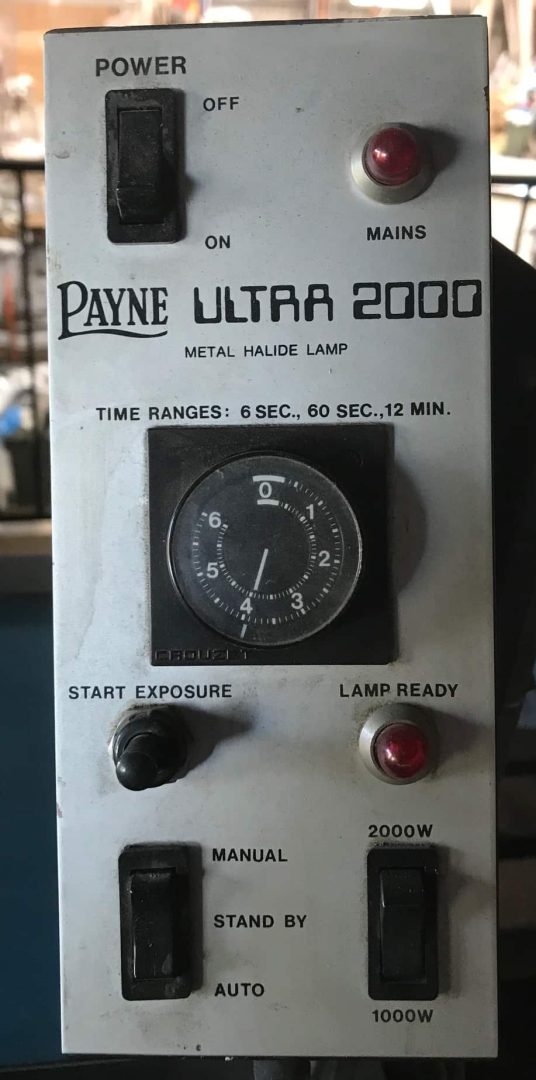 POWER
OFF
ON
MAINS
PAYNE ULTRA 2000
METAL HALIDE LAMP
TIME RANGES: 6 SEC., 60 SEC.,12 MIN.
0
1
2
3
4
5
6
CROUZET
START EXPOSURE
LAMP READY
2000W
MANUAL
STAND BY
AUTO
1000W